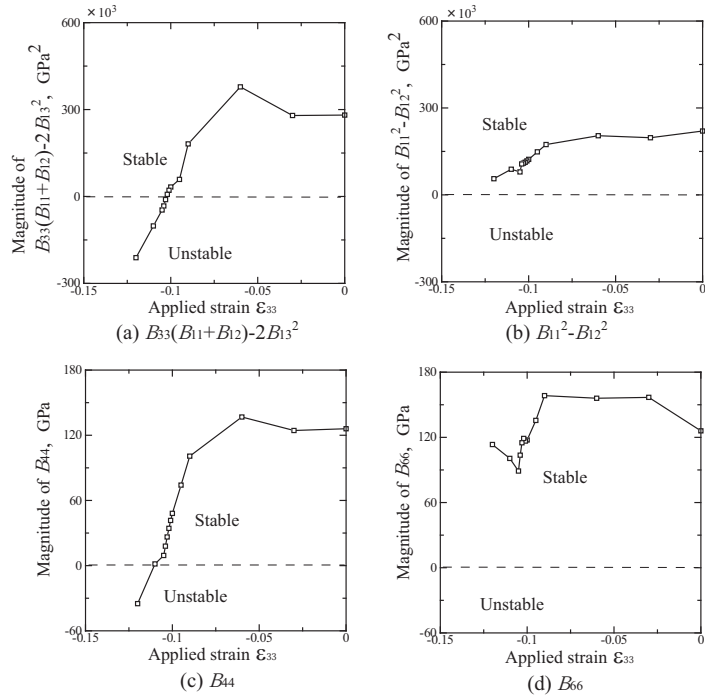 ×10³
600
300
0
-300
Magnitude of
B₃₃(B₁₁+B₁₂)-2B₁₃², GPa²
Stable
Unstable
-0.15 -0.1 -0.05 0
Applied strain ε₃₃
(a) B₃₃(B₁₁+B₁₂)-2B₁₃²
×10³
600
300
0
-300
Magnitude of B₁₁²-B₁₂², GPa²
Stable
Unstable
-0.15 -0.1 -0.05 0
Applied strain ε₃₃
(b) B₁₁²-B₁₂²
180
120
60
0
-60
Magnitude of B₄₄, GPa
Stable
Unstable
-0.15 -0.1 -0.05 0
Applied strain ε₃₃
(c) B₄₄
180
120
60
0
-60
Magnitude of B₆₆, GPa
Stable
Unstable
-0.15 -0.1 -0.05 0
Applied strain ε₃₃
(d) B₆₆